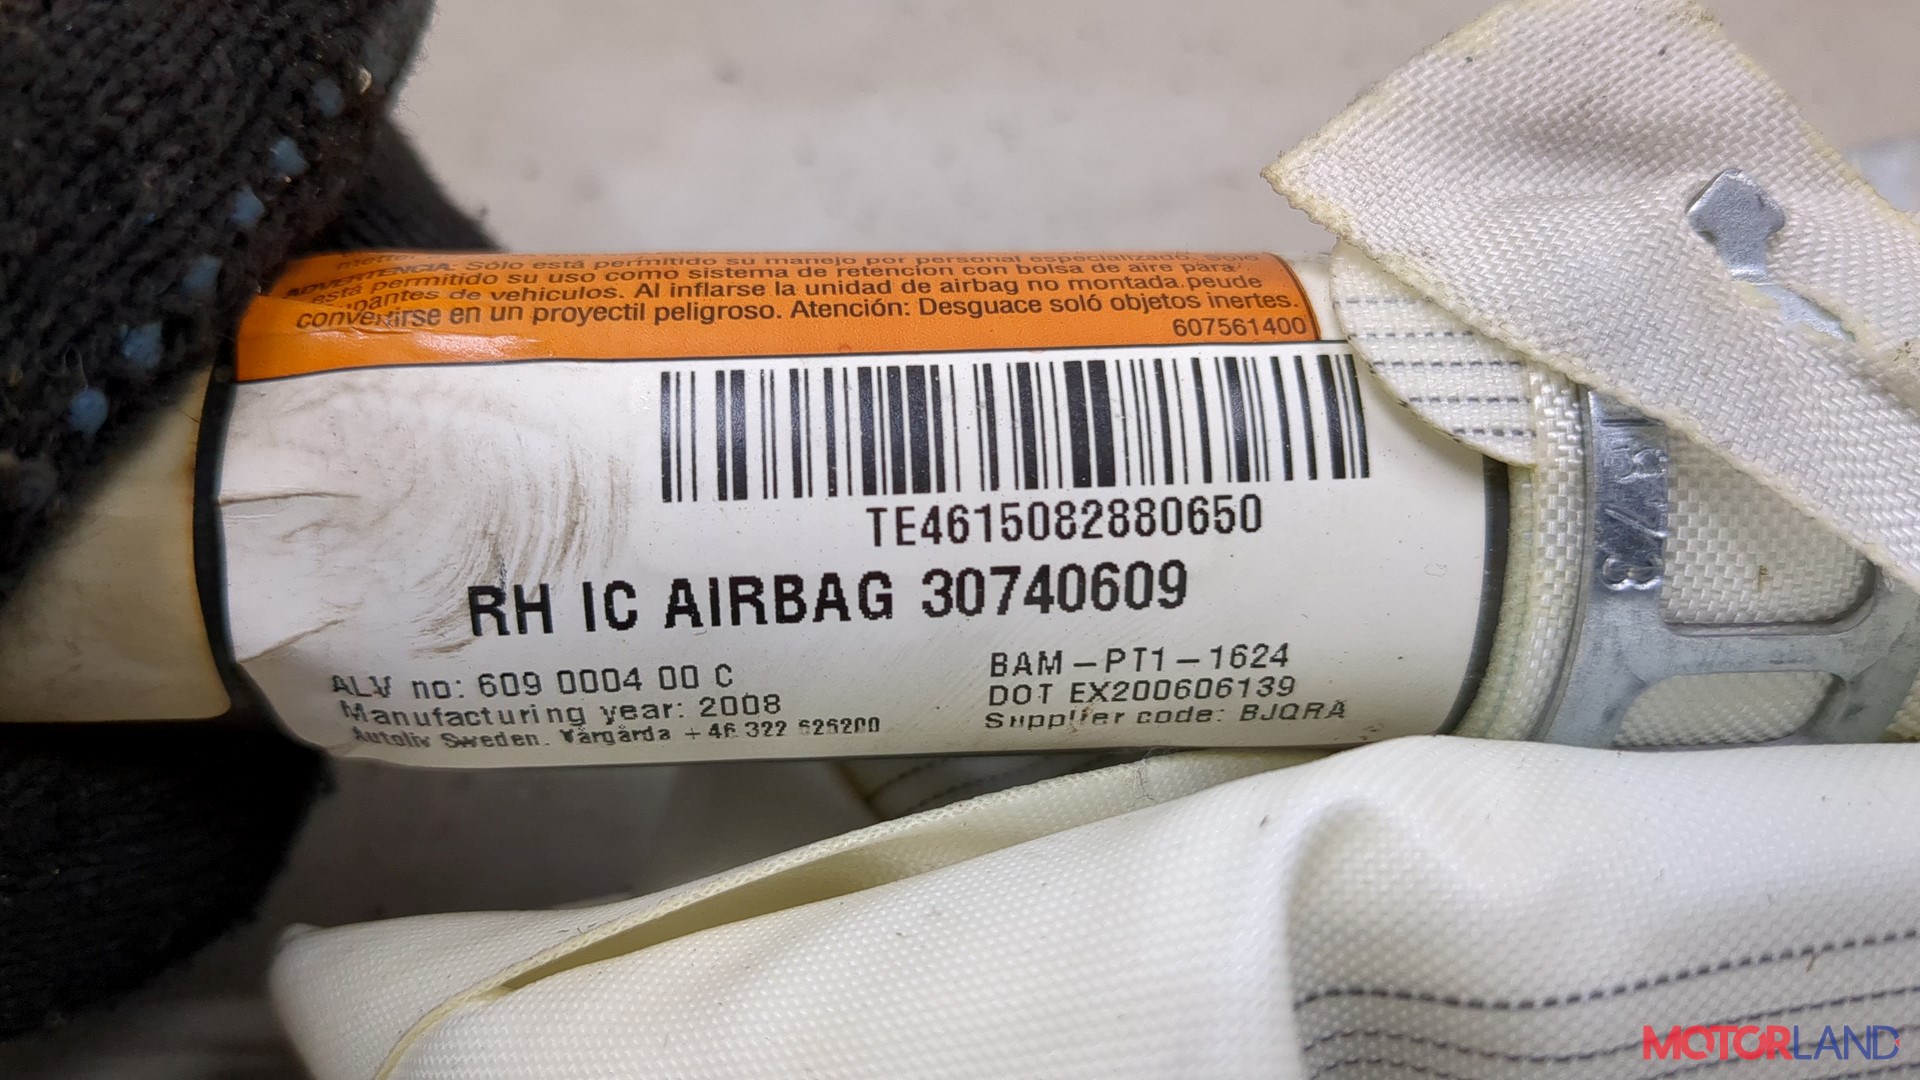 ADVERTENCIA: Sólo está permitido su manejo por personal especializado. Sólo
está permitido su uso como sistema de retención con bolsa de aire para
pantes de vehículos. Al inflarse la unidad de airbag no montada peude
convertirse en un proyectil peligroso. Atención: Desguace soló objetos inertes.
607561400
TE4615082880650
RH IC AIRBAG 30740609
ALV no: 609 0004 00 C
Manufacturing year: 2008
Autoliv Sweden. Vårgårda +46 322 626200
BAM-PT1-1624
DOT EX200606139
Supplier code: BJQRA
MOTORLAND